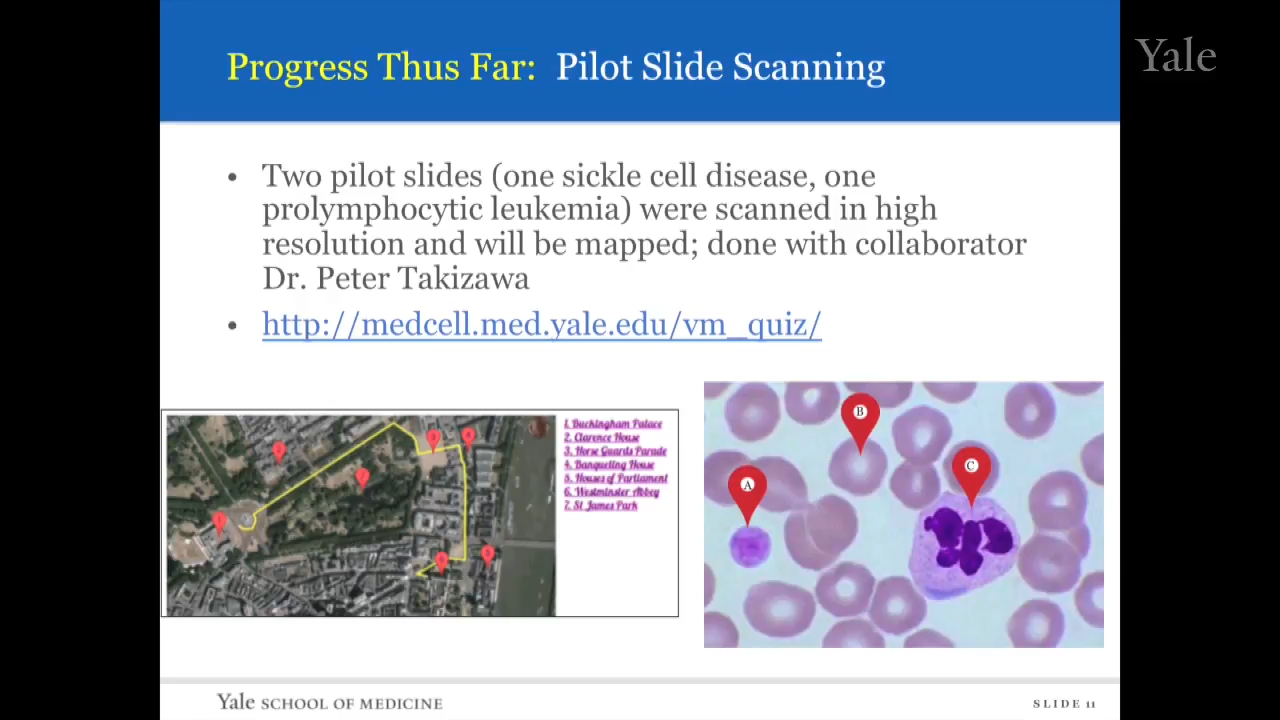 Progress Thus Far: Pilot Slide Scanning
Yale
• Two pilot slides (one sickle cell disease, one
prolymphocytic leukemia) were scanned in high
resolution and will be mapped; done with collaborator
Dr. Peter Takizawa
• http://medcell.med.yale.edu/vm_quiz/
1. Buckingham Palace
2. Clarence House
3. Horse Guards Parade
4. Banqueting House
5. Houses of Parliament
6. Westminster Abbey
7. St James Park
A
B
C
Yale SCHOOL OF MEDICINE
SLIDE 11